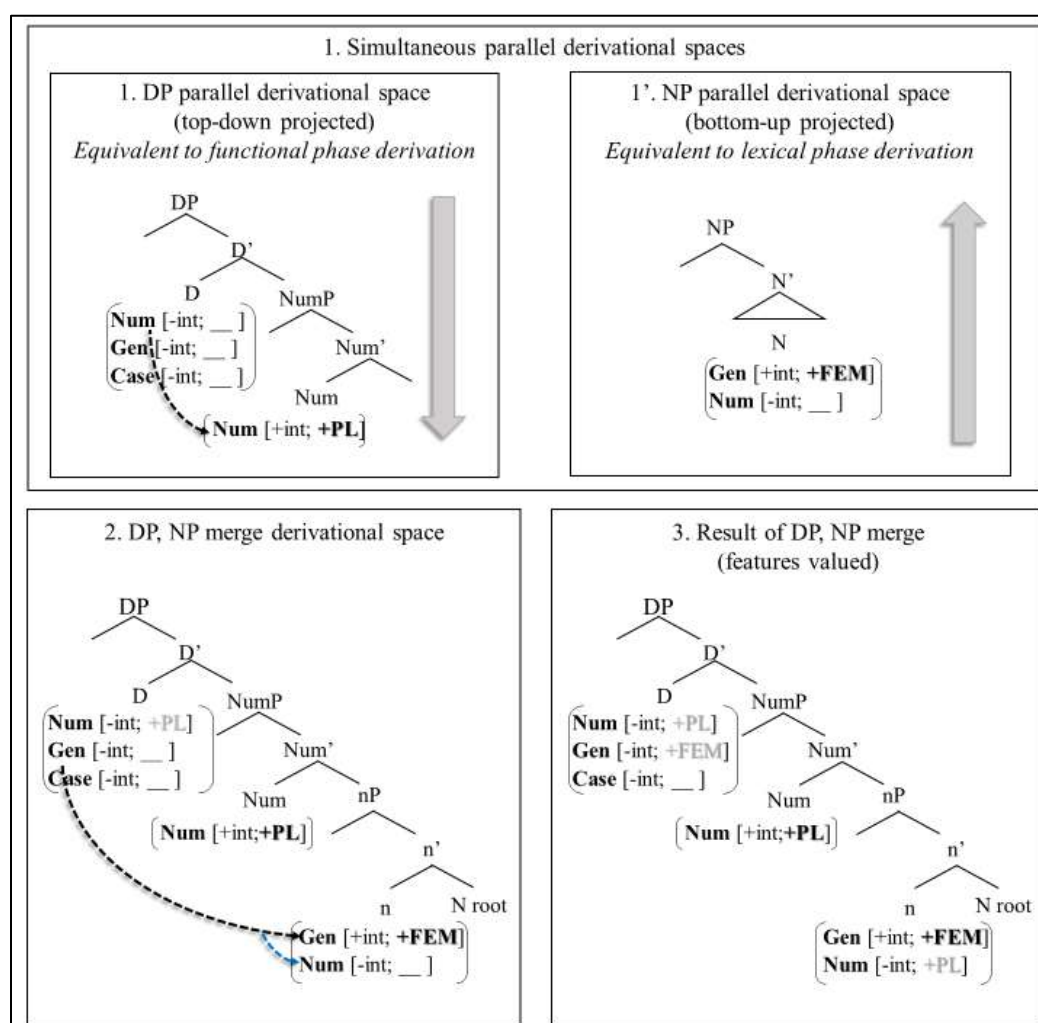 1. Simultaneous parallel derivational spaces
1. DP parallel derivational space
(top-down projected)
Equivalent to functional phase derivation
DP
D’
D
NumP
Num [-int; __ ]
Gen [-int; __ ]
Case [-int; __ ]
Num’
Num
Num [+int; +PL]
1’. NP parallel derivational space
(bottom-up projected)
Equivalent to lexical phase derivation
NP
N’
N
Gen [+int; +FEM]
Num [-int; __ ]
2. DP, NP merge derivational space
DP
D’
D
NumP
Num [-int; +PL]
Gen [-int; __ ]
Case [-int; __ ]
Num’
Num
nP
Num [+int;+PL]
n’
n
N root
Gen [+int; +FEM]
Num [-int; __ ]
3. Result of DP, NP merge
(features valued)
DP
D’
D
NumP
Num [-int; +PL]
Gen [-int; +FEM]
Case [-int; __ ]
Num’
Num
nP
Num [+int;+PL]
n’
n
N root
Gen [+int; +FEM]
Num [-int; +PL]